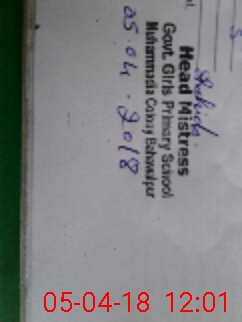 Head Mistress
Govt. Girls Primary School
Muhammadia Colony Bahawalpur
05.04.2018
05-04-18 12:01